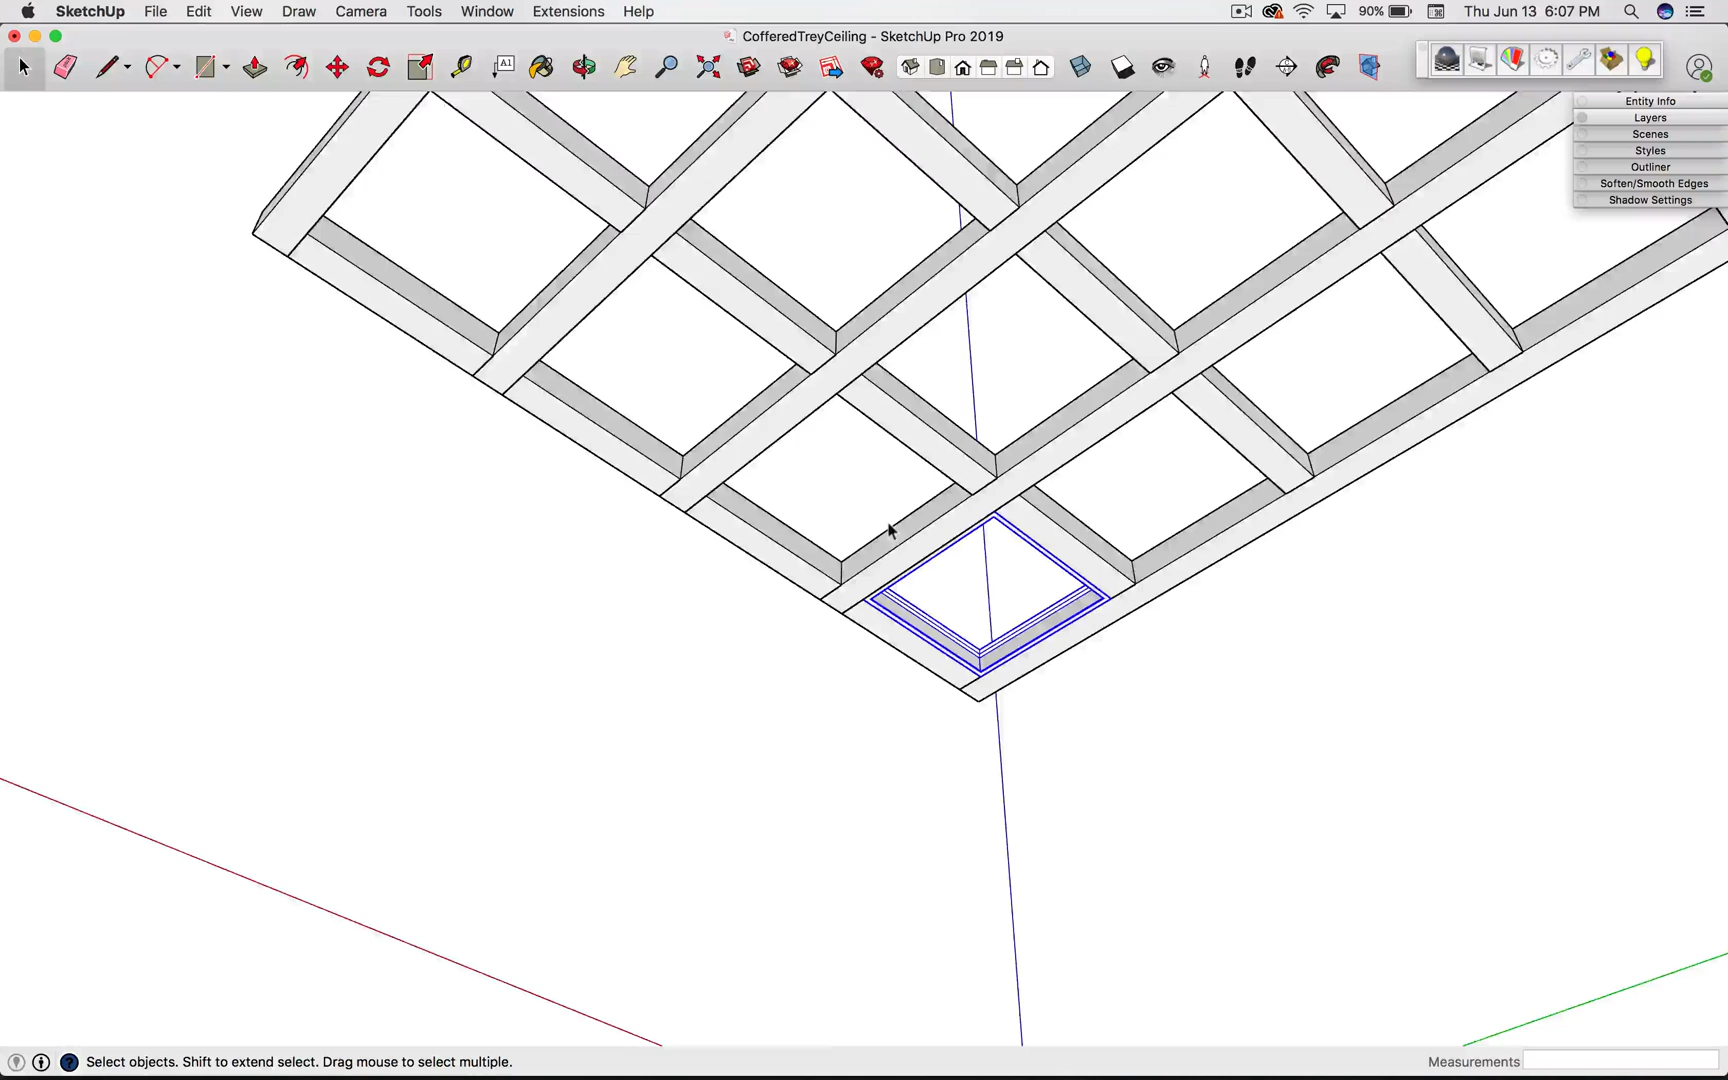 SketchUp File Edit View Draw Camera Tools Window Extensions Help 90% Thu Jun 13 6:07 PM
CofferedTreyCeiling - SketchUp Pro 2019
A1
Entity Info
Layers
Scenes
Styles
Outliner
Soften/Smooth Edges
Shadow Settings
Select objects. Shift to extend select. Drag mouse to select multiple. Measurements